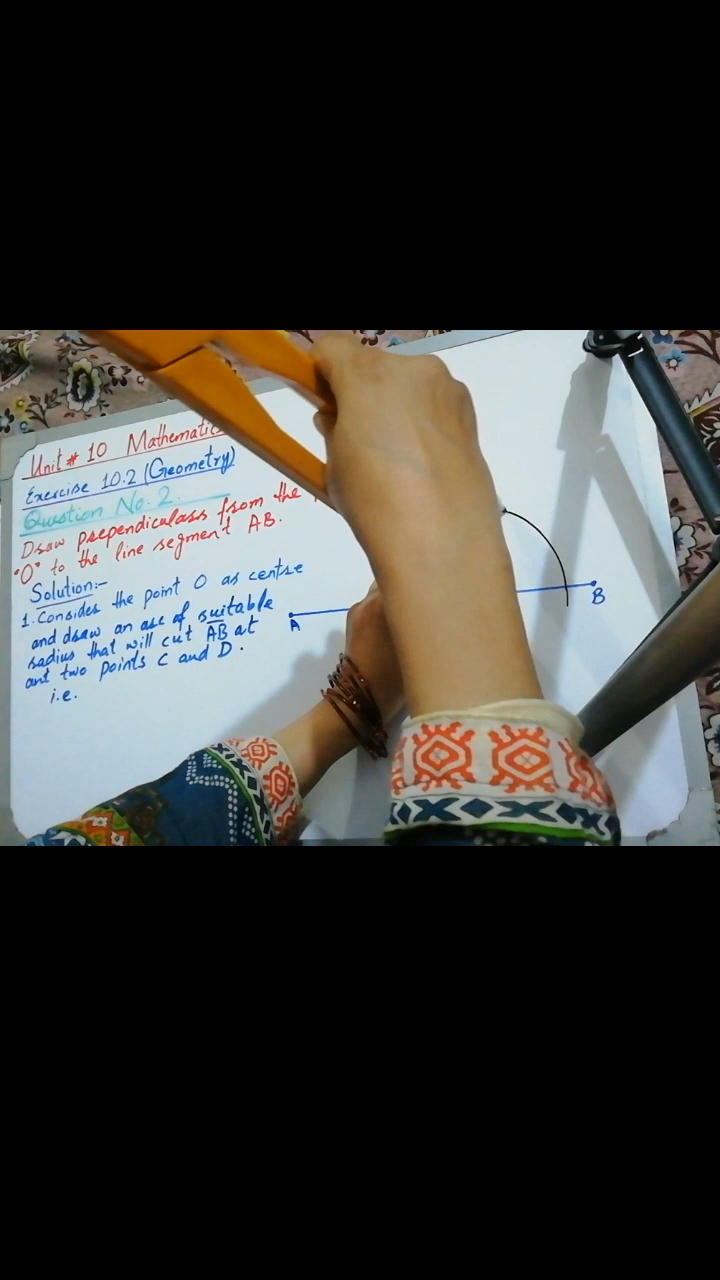 Unit # 10 Mathematic
Exercise 10.2 (Geometry)
Question No. 2.
Draw prependiculars from the
"O" to the line segment AB.
Solution:-
1. Consider the point O as centre
and draw an arc of suitable
radius that will cut AB at
ant two points C and D.
i.e.
A
B